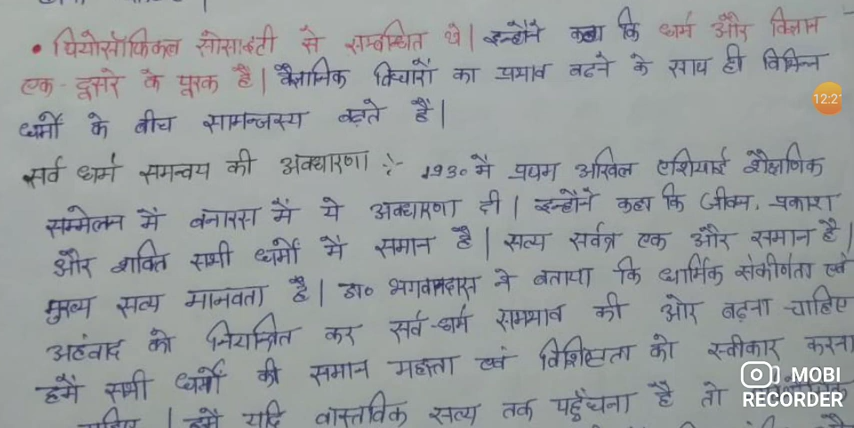 • थियोसॉफिकल सोसाइटी से सम्बन्धित थे। इन्होंने कहा कि धर्म और विज्ञान
एक-दूसरे के पूरक हैं। वैज्ञानिक विचारों का प्रभाव बढ़ने के साथ ही विभिन्न
12:2
धर्मों के बीच सामन्जस्य बढ़ते हैं।
सर्व धर्म समन्वय की अवधारणा :- 1930 में प्रथम अखिल एशियाई शैक्षणिक
सम्मेलन में बनारस में ये अवधारणा दी। इन्होंने कहा कि जीवन, प्रकाश
और शक्ति सभी धर्मों में समान है। सत्य सर्वत्र एक और समान है।
मुख्य सत्य मानवता है। डा० भगवानदास ने बताया कि धार्मिक संकीर्णता एवं
अहंवाद को नियन्त्रित कर सर्व-धर्म समभाव की ओर बढ़ना चाहिए
हमें सभी धर्मों की समान महत्ता एवं विशिष्टता को स्वीकार करना
चाहिए। हमें यदि वास्तविक सत्य तक पहुँचना है तो
MOBI
RECORDER